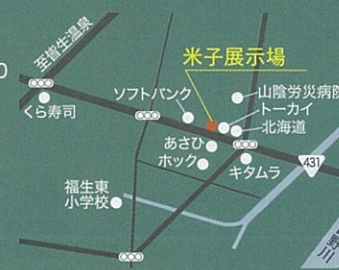 至皆生温泉
米子展示場
くら寿司
ソフトバンク
山陰労災病院
トーカイ
北海道
あさひ
ホック
キタムラ
431
福生東
小学校
野川